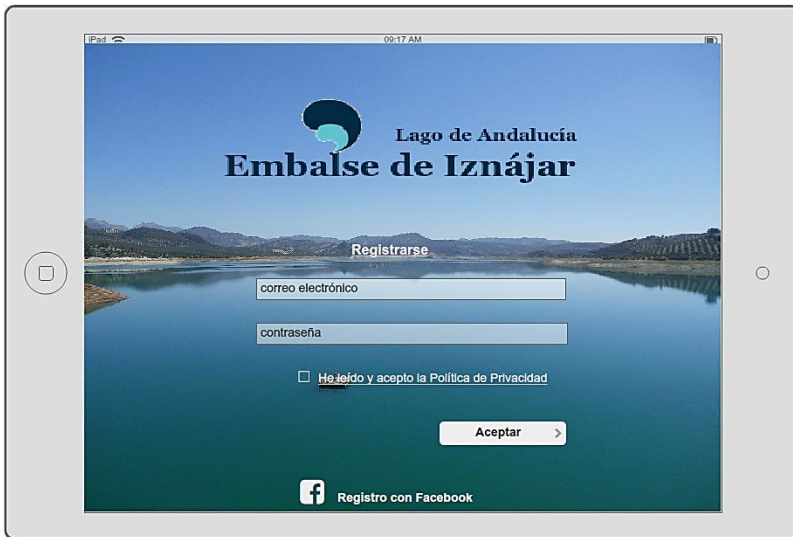 iPad 09:17 AM
Lago de Andalucía
Embalse de Iznájar
Registrarse
correo electrónico
contraseña
He leído y acepto la Política de Privacidad
Aceptar
Registro con Facebook